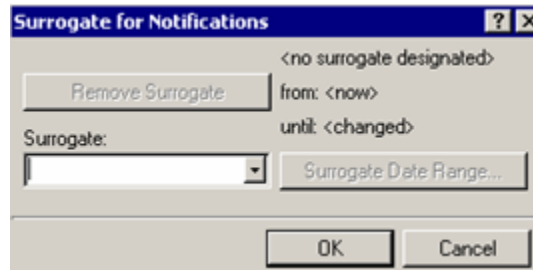 Surrogate for Notifications
<no surrogate designated>
Remove Surrogate
from: <now>
until: <changed>
Surrogate:
Surrogate Date Range...
OK
Cancel